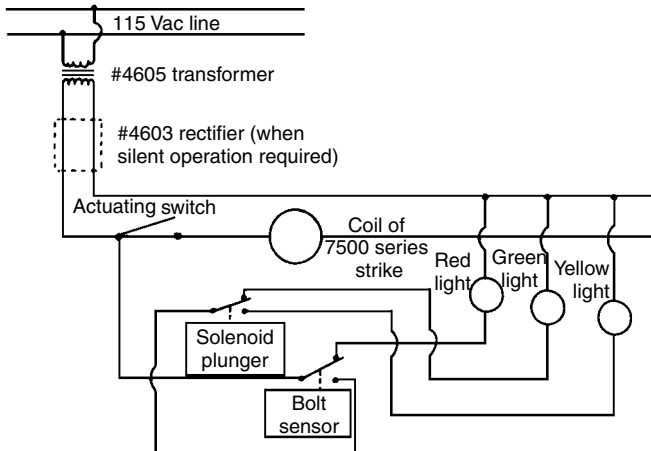 115 Vac line
#4605 transformer
#4603 rectifier (when
silent operation required)
Actuating switch
Coil of
7500 series
strike
Red
light
Green
light
Yellow
light
Solenoid
plunger
Bolt
sensor